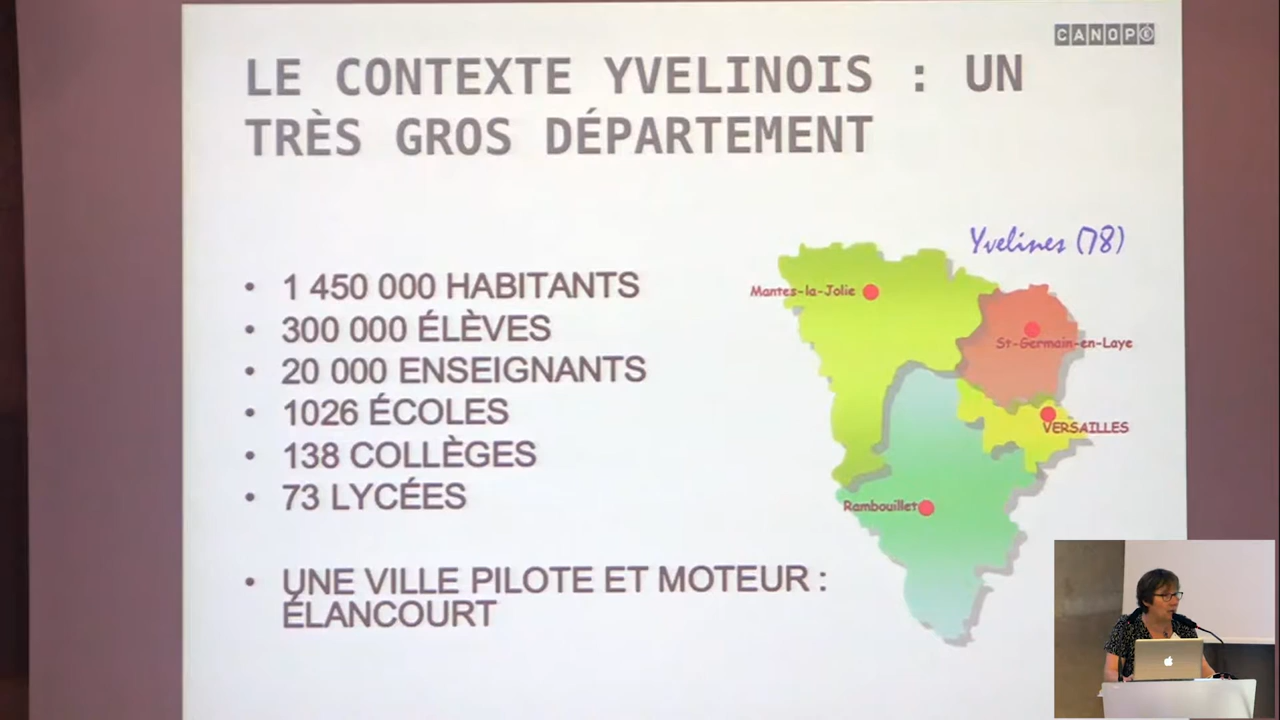 CANOPÉ
LE CONTEXTE YVELINOIS : UN
TRÈS GROS DÉPARTEMENT
Yvelines (78)
• 1 450 000 HABITANTS
• 300 000 ÉLÈVES
• 20 000 ENSEIGNANTS
• 1026 ÉCOLES
• 138 COLLÈGES
• 73 LYCÉES
• UNE VILLE PILOTE ET MOTEUR :
ÉLANCOURT
Mantes-la-Jolie
St-Germain-en-Laye
VERSAILLES
Rambouillet